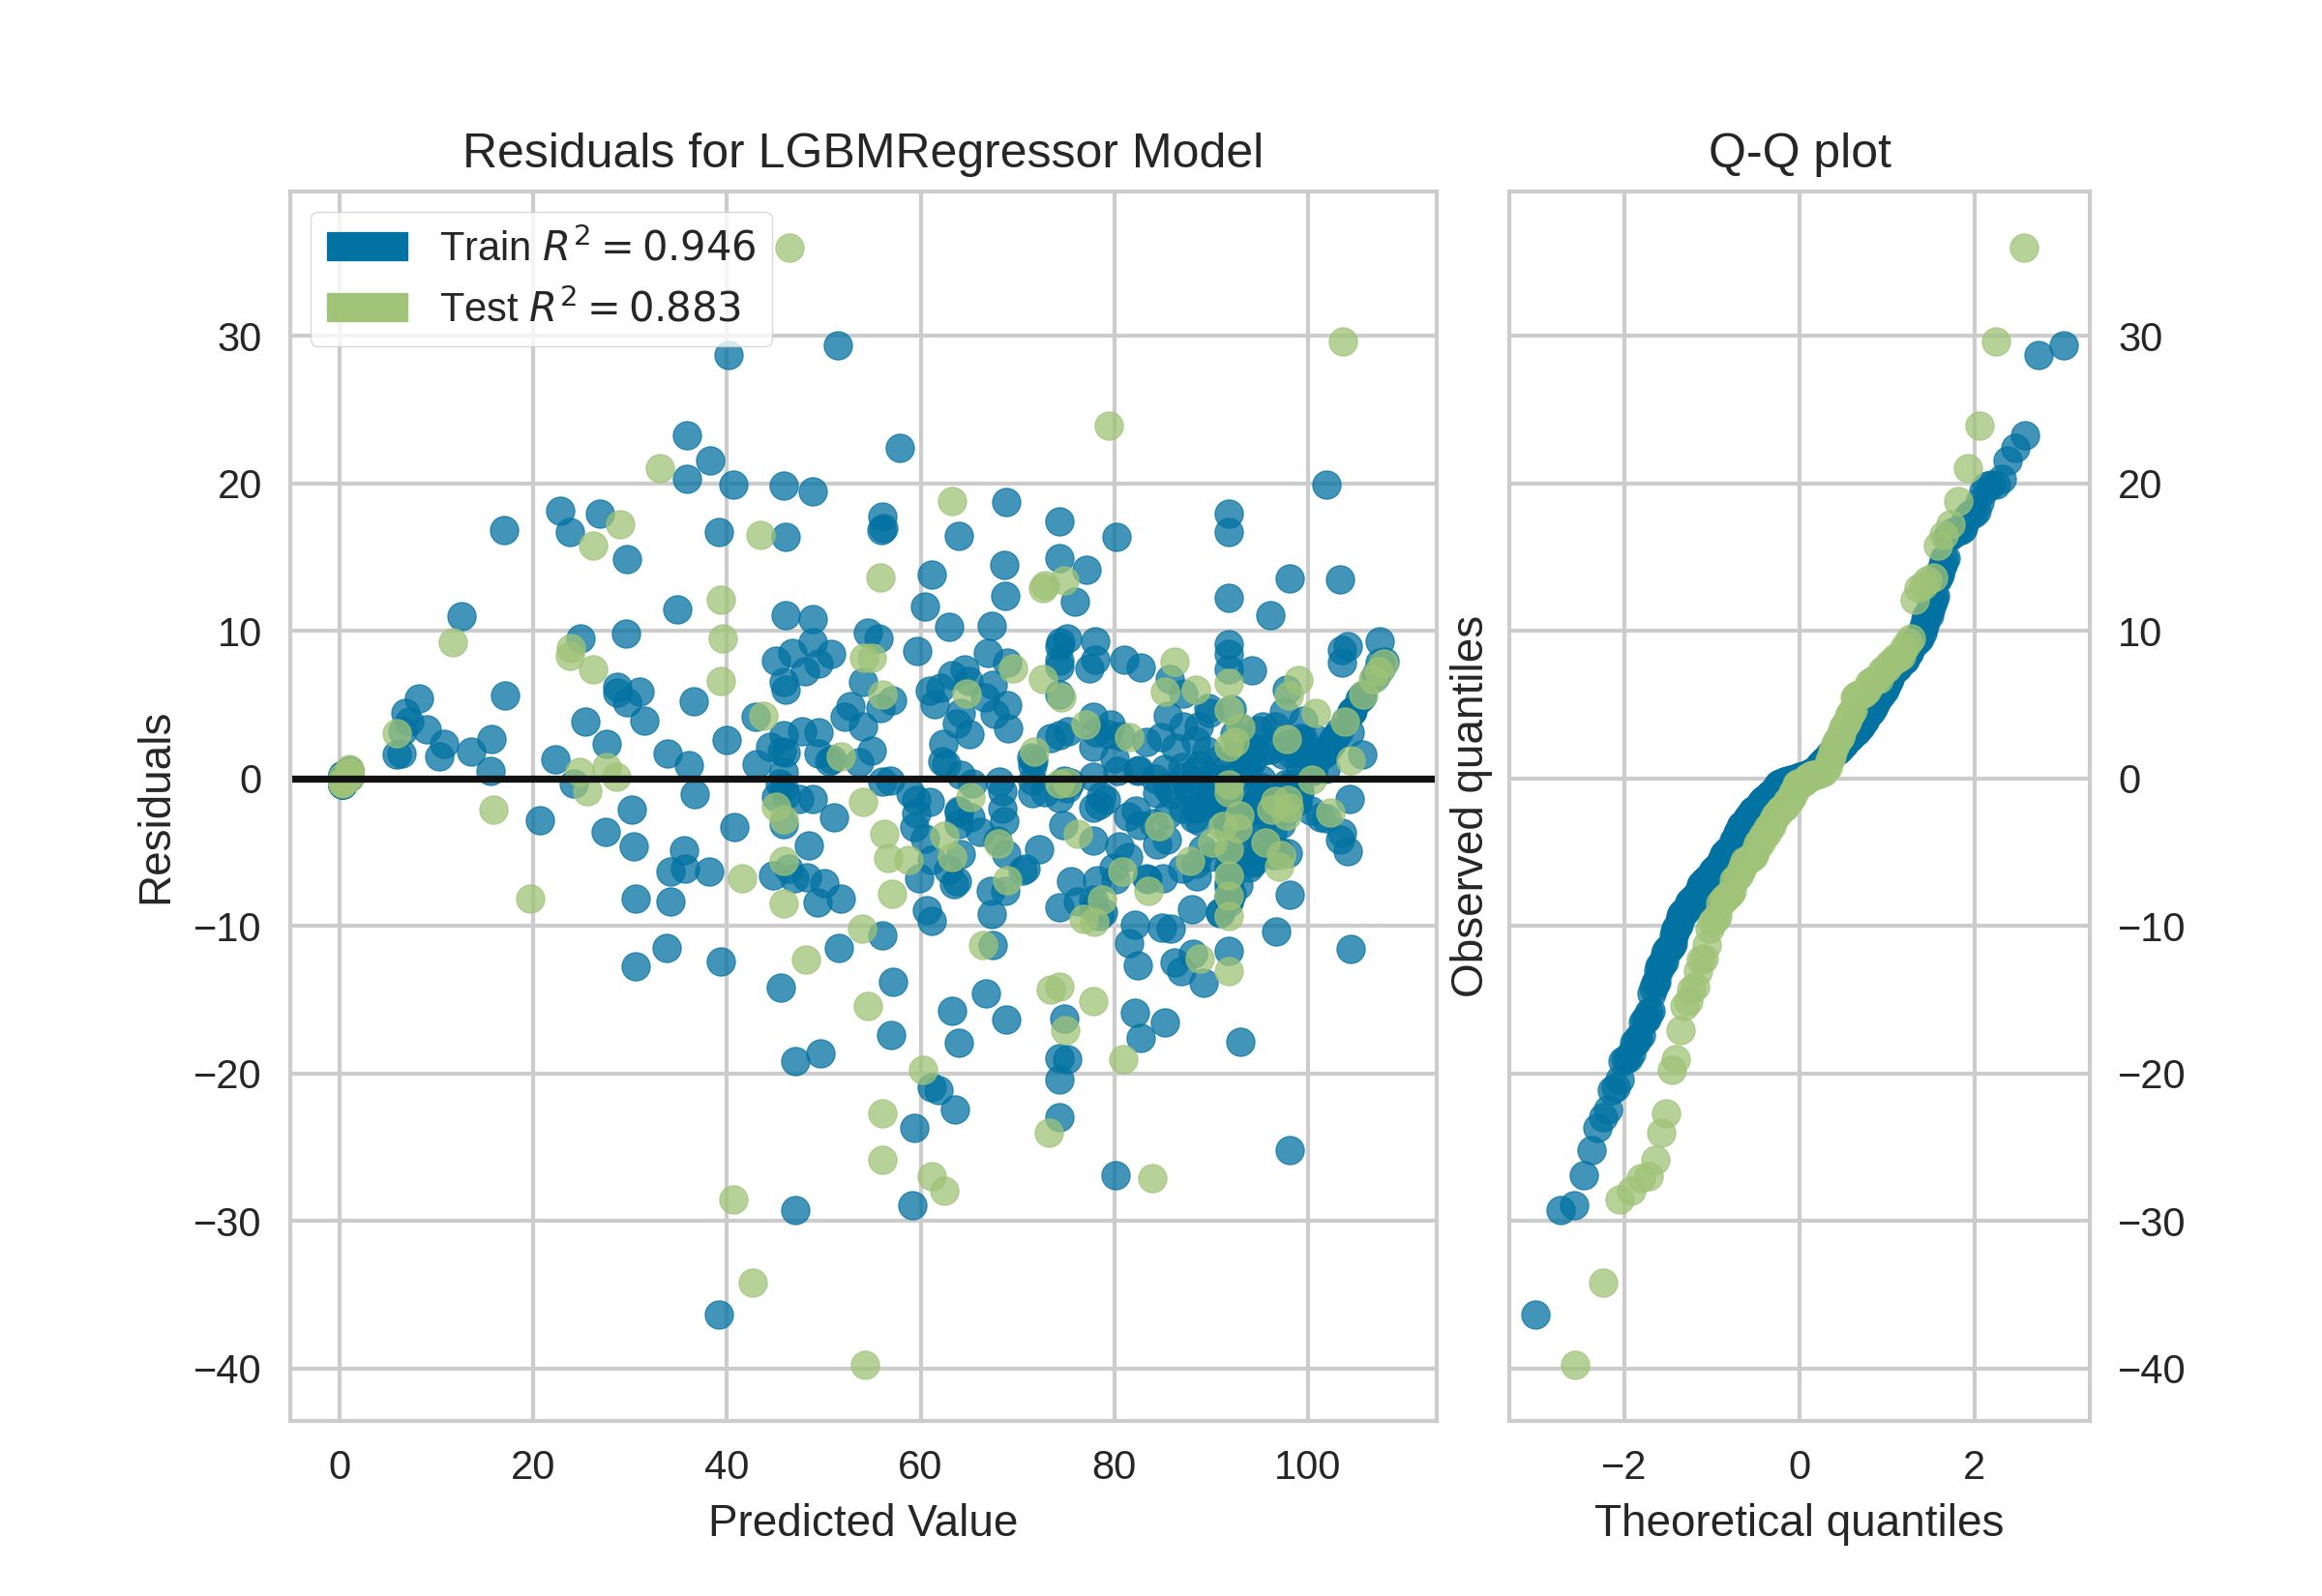 Residuals for LGBMRegressor Model
Train R² = 0.946
Test R² = 0.883
30
20
10
0
−10
−20
−30
−40
Residuals
0 20 40 60 80 100
Predicted Value
Q-Q plot
Observed quantiles
30
20
10
0
−10
−20
−30
−40
−2 0 2
Theoretical quantiles